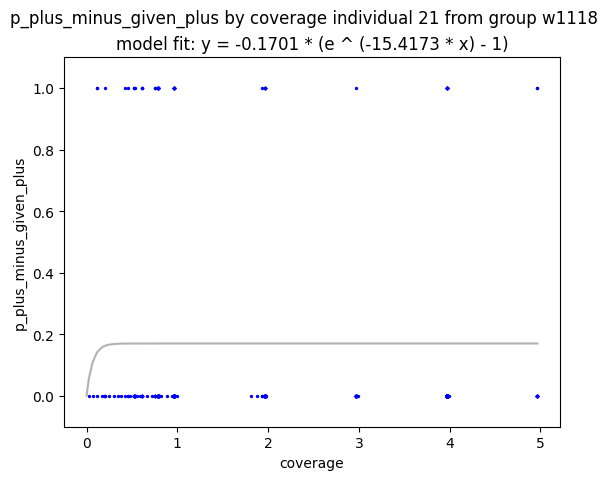 p_plus_minus_given_plus by coverage individual 21 from group w1118
model fit: y = -0.1701 * (e ^ (-15.4173 * x) - 1)
1.0
0.8
0.6
0.4
0.2
0.0
p_plus_minus_given_plus
0 1 2 3 4 5
coverage